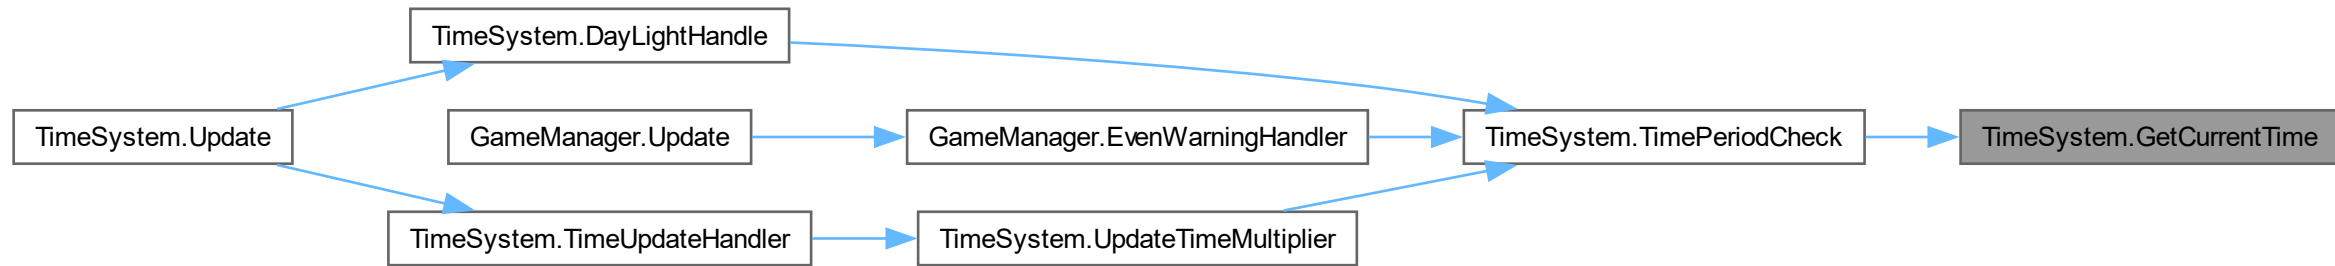 TimeSystem.DayLightHandle
TimeSystem.Update
GameManager.Update
GameManager.EvenWarningHandler
TimeSystem.TimePeriodCheck
TimeSystem.GetCurrentTime
TimeSystem.TimeUpdateHandler
TimeSystem.UpdateTimeMultiplier